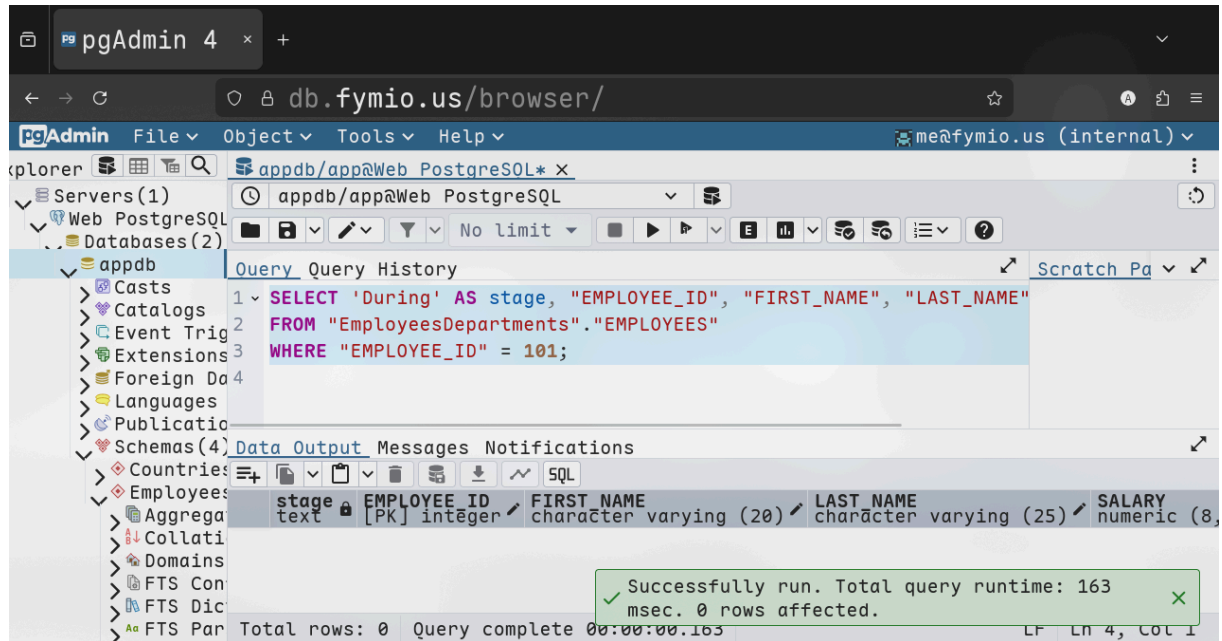 pgAdmin 4
db.fymio.us/browser/
pgAdmin File Object Tools Help me@fymio.us (internal)
xplorer appdb/app@Web PostgreSQL*
Servers(1) appdb/app@Web PostgreSQL
Web PostgreSQL No limit
Databases(2)
appdb Query Query History Scratch Pa
Casts 1 SELECT 'During' AS stage, "EMPLOYEE_ID", "FIRST_NAME", "LAST_NAME"
Catalogs 2 FROM "EmployeesDepartments"."EMPLOYEES"
Event Trig 3 WHERE "EMPLOYEE_ID" = 101;
Extensions 4
Foreign Da
Languages
Publicatio
Schemas(4) Data Output Messages Notifications
Countries SQL
Employees stage EMPLOYEE_ID FIRST_NAME LAST_NAME SALARY
Aggrega text [PK] integer character varying (20) character varying (25) numeric (8,
Collati
Domains
FTS Con Successfully run. Total query runtime: 163
FTS Dic msec. 0 rows affected.
FTS Par Total rows: 0 Query complete 00:00:00.163 LF Ln 4, Col 1